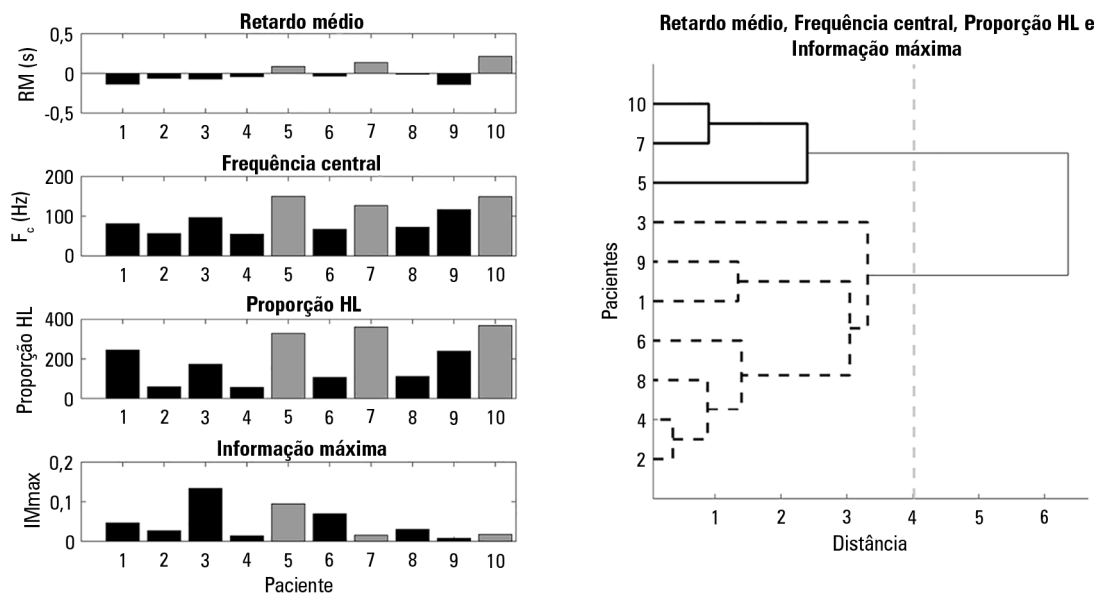 Retardo médio
0,5
0
-0,5
RM (s)
1 2 3 4 5 6 7 8 9 10
Frequência central
200
100
0
Fc (Hz)
1 2 3 4 5 6 7 8 9 10
Proporção HL
400
200
0
Proporção HL
1 2 3 4 5 6 7 8 9 10
Informação máxima
0,2
0,1
0
IMmax
1 2 3 4 5 6 7 8 9 10
Paciente
Retardo médio, Frequência central, Proporção HL e
Informação máxima
10
7
5
3
9
1
6
8
4
2
Pacientes
1 2 3 4 5 6
Distância